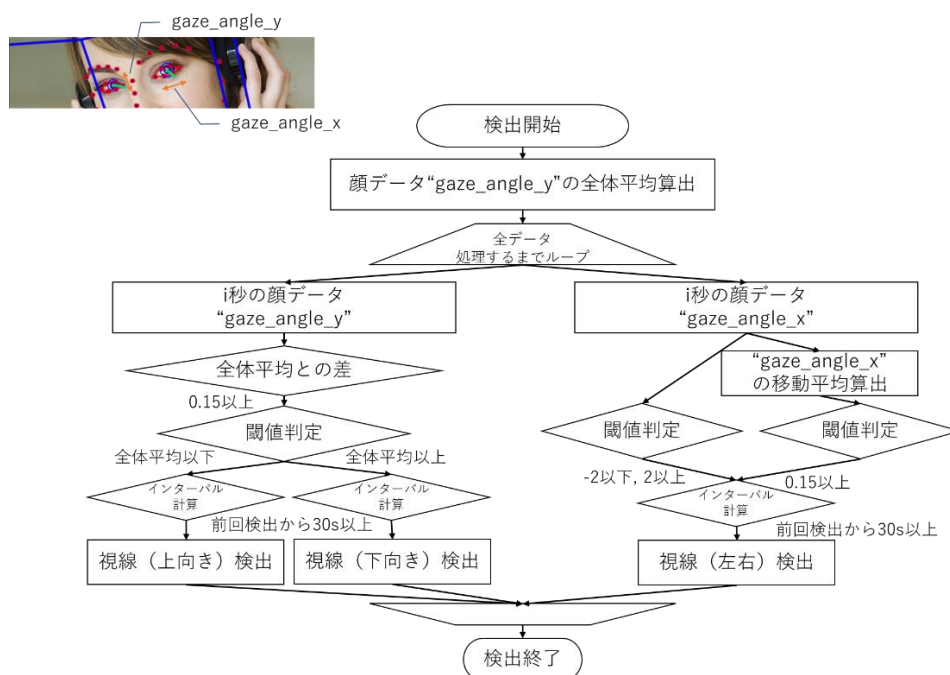 gaze_angle_y
gaze_angle_x
検出開始
顔データ“gaze_angle_y”の全体平均算出
全データ
処理するまでループ
i秒の顔データ
“gaze_angle_y”
全体平均との差
0.15以上
閾値判定
全体平均以下
全体平均以上
インターバル
計算
インターバル
計算
前回検出から30s以上
視線（上向き）検出
視線（下向き）検出
i秒の顔データ
“gaze_angle_x”
“gaze_angle_x”
の移動平均算出
閾値判定
閾値判定
-2以下, 2以上
0.15以上
インターバル
計算
前回検出から30s以上
視線（左右）検出
検出終了